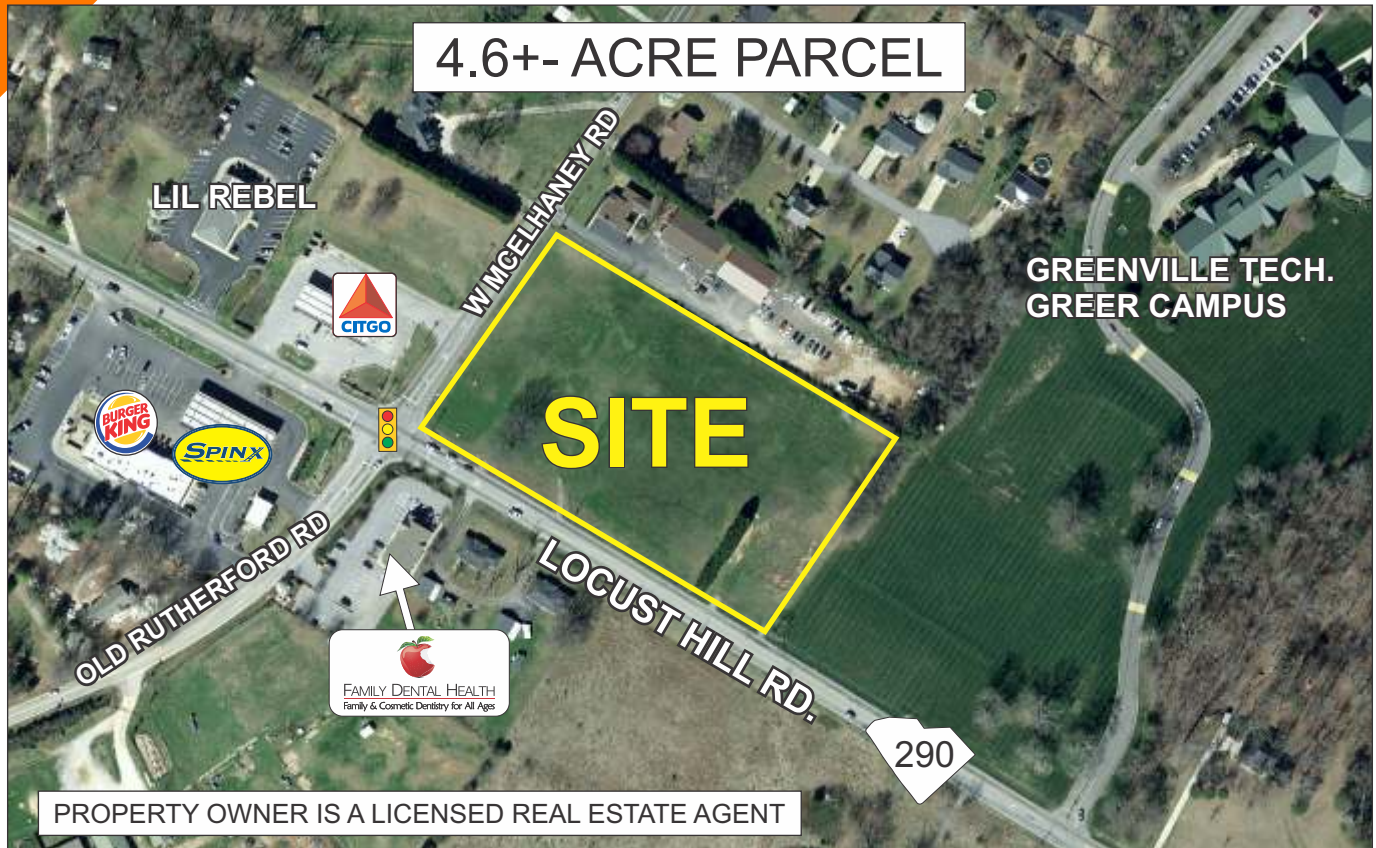 4.6+- ACRE PARCEL
W MCELHANEY RD
LIL REBEL
GREENVILLE TECH.
GREER CAMPUS
CITGO
BURGER
KING
SPINX
SITE
OLD RUTHERFORD RD
LOCUST HILL RD.
FAMILY DENTAL HEALTH
Family & Cosmetic Dentistry for All Ages
290
PROPERTY OWNER IS A LICENSED REAL ESTATE AGENT